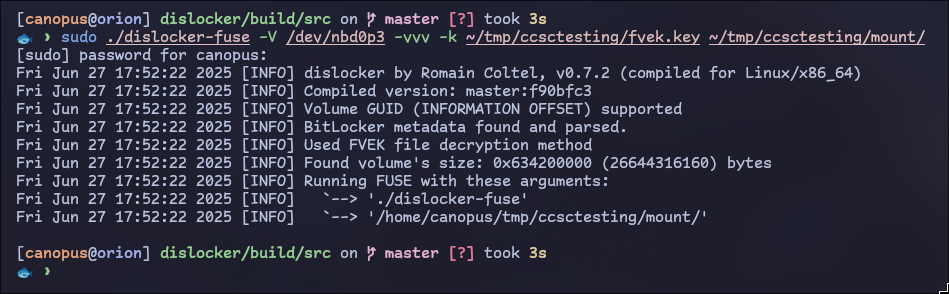 [canopus@orion] dislocker/build/src on master [?] took 3s
› sudo ./dislocker-fuse -V /dev/nbd0p3 -vvv -k ~/tmp/ccsctesting/fvek.key ~/tmp/ccsctesting/mount/
[sudo] password for canopus:
Fri Jun 27 17:52:22 2025 [INFO] dislocker by Romain Coltel, v0.7.2 (compiled for Linux/x86_64)
Fri Jun 27 17:52:22 2025 [INFO] Compiled version: master:f90bfc3
Fri Jun 27 17:52:22 2025 [INFO] Volume GUID (INFORMATION OFFSET) supported
Fri Jun 27 17:52:22 2025 [INFO] BitLocker metadata found and parsed.
Fri Jun 27 17:52:22 2025 [INFO] Used FVEK file decryption method
Fri Jun 27 17:52:22 2025 [INFO] Found volume's size: 0x634200000 (26644316160) bytes
Fri Jun 27 17:52:22 2025 [INFO] Running FUSE with these arguments:
Fri Jun 27 17:52:22 2025 [INFO]   `--> './dislocker-fuse'
Fri Jun 27 17:52:22 2025 [INFO]   `--> '/home/canopus/tmp/ccsctesting/mount/'
[canopus@orion] dislocker/build/src on master [?] took 3s
›